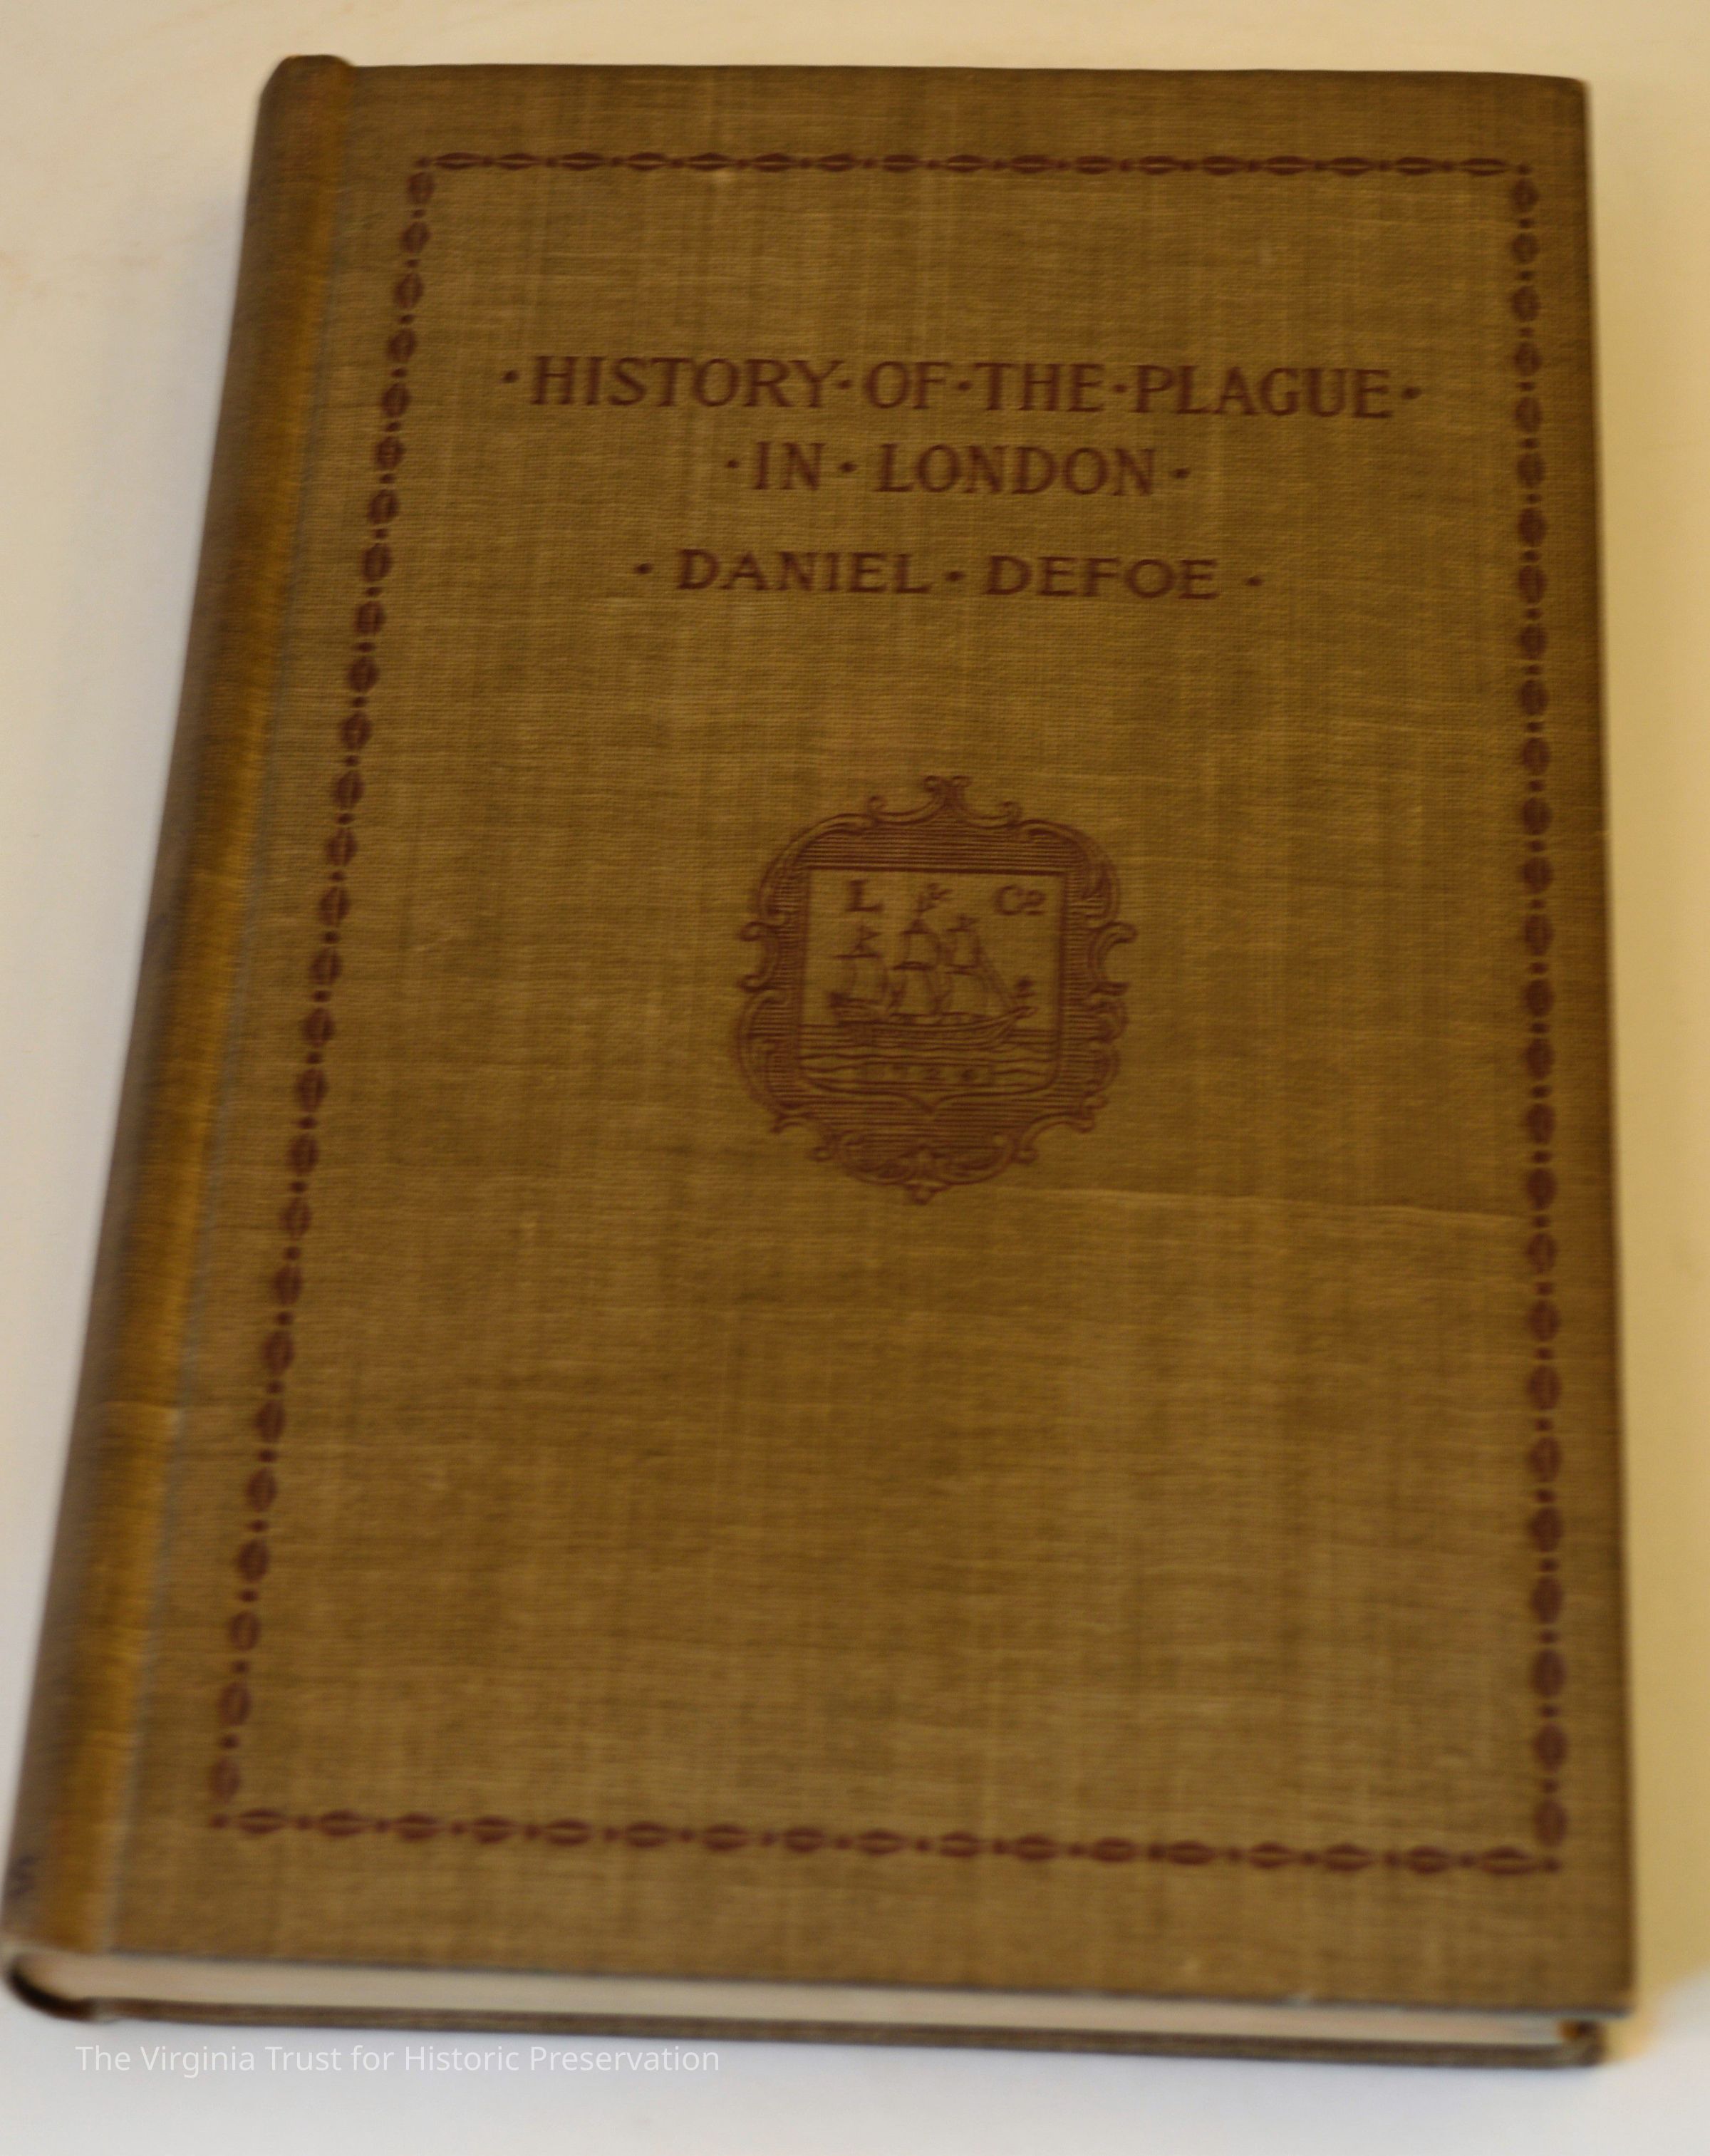 ·HISTORY·OF·THE·PLAGUE·
·IN·LONDON·
·DANIEL·DEFOE·
L Co
The Virginia Trust for Historic Preservation